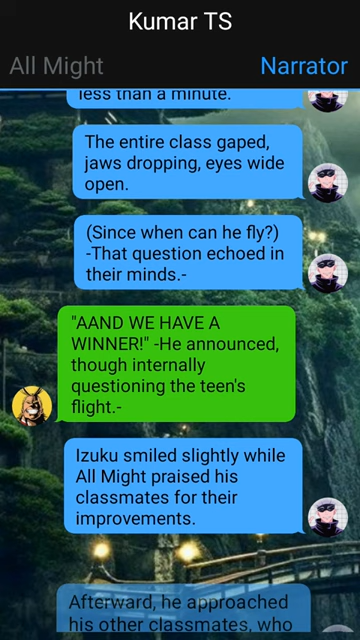 Kumar TS
All Might
Narrator
less than a minute.
The entire class gaped,
jaws dropping, eyes wide
open.
(Since when can he fly?)
-That question echoed in
their minds.-
"AAND WE HAVE A
WINNER!" -He announced,
though internally
questioning the teen's
flight.-
Izuku smiled slightly while
All Might praised his
classmates for their
improvements.
Afterward, he approached
his other classmates, who